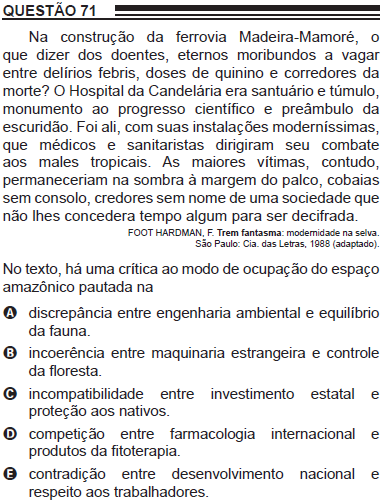 QUESTÃO 71
Na construção da ferrovia Madeira-Mamoré, o
que dizer dos doentes, eternos moribundos a vagar
entre delírios febris, doses de quinino e corredores da
morte? O Hospital da Candelária era santuário e túmulo,
monumento ao progresso científico e preâmbulo da
escuridão. Foi ali, com suas instalações moderníssimas,
que médicos e sanitaristas dirigiram seu combate
aos males tropicais. As maiores vítimas, contudo,
permaneceriam na sombra à margem do palco, cobaias
sem consolo, credores sem nome de uma sociedade que
não lhes concedera tempo algum para ser decifrada.
FOOT HARDMAN, F. Trem fantasma: modernidade na selva.
São Paulo: Cia. das Letras, 1988 (adaptado).
No texto, há uma crítica ao modo de ocupação do espaço
amazônico pautada na
A discrepância entre engenharia ambiental e equilíbrio
da fauna.
B incoerência entre maquinaria estrangeira e controle
da floresta.
C incompatibilidade entre investimento estatal e
proteção aos nativos.
D competição entre farmacologia internacional e
produtos da fitoterapia.
E contradição entre desenvolvimento nacional e
respeito aos trabalhadores.